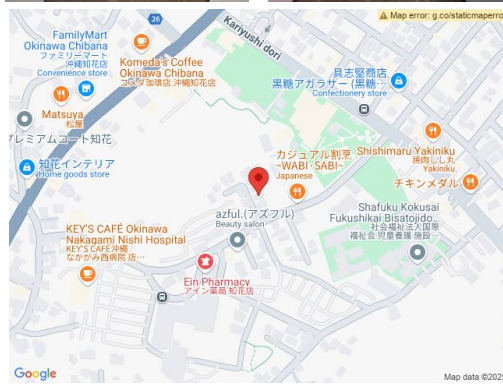 Map error: g.co/staticmaperro
26
Kariyushi dori
FamilyMart
Okinawa Chibana
ファミリーマート
沖縄知花店
Convenience store
Komeda's Coffee
Okinawa Chibana
コメダ珈琲店 沖縄知花店
具志堅商店
黒糖アガラサー (黒糖…
Confectionery store
Matsuya
松屋
プレミアムコート知花
知花インテリア
Home goods store
カジュアル割烹
~WABI-SABI~
Japanese
Shishimaru Yakiniku
焼肉しし丸
Yakiniku
チキンメダル
azful.(アズフル)
Beauty salon
Shafuku Kokusai
Fukushikai Bisatojido...
社会福祉法人国際
福祉会 児童養護 施設…
KEY'S CAFÉ Okinawa
Nakagami Nishi Hospital
KEY'S CAFÉ沖縄
なかがみ西病院 店…
Ein Pharmacy
アイン薬局 知花店
Google
Map data ©202